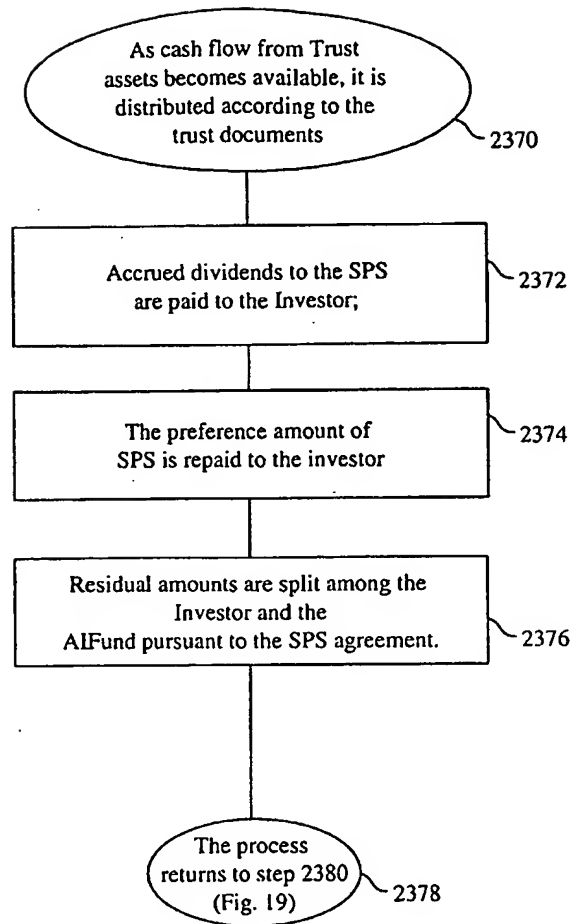 As cash flow from Trust
assets becomes available, it is
distributed according to the
trust documents
2370
Accrued dividends to the SPS
are paid to the Investor;
2372
The preference amount of
SPS is repaid to the investor
2374
Residual amounts are split among the
Investor and the
AIFund pursuant to the SPS agreement.
2376
The process
returns to step 2380
(Fig. 19)
2378